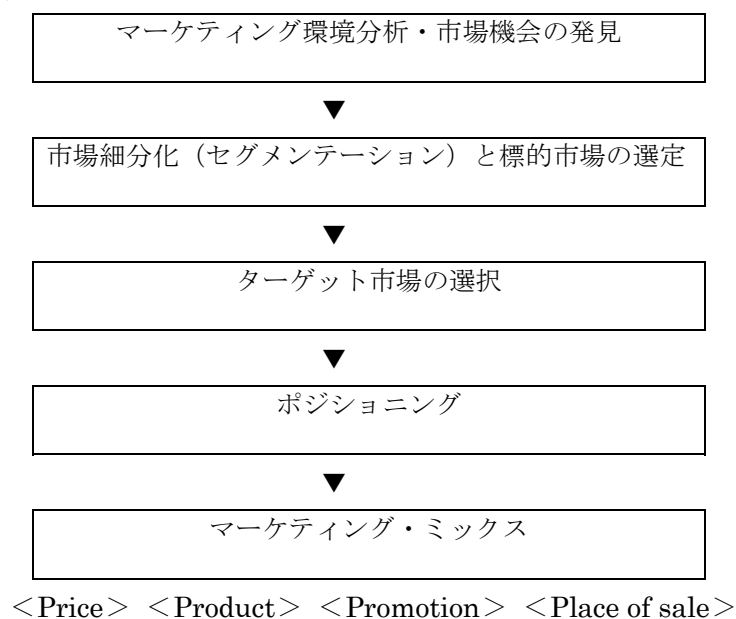 マーケティング環境分析・市場機会の発見
▼
市場細分化（セグメンテーション）と標的市場の選定
▼
ターゲット市場の選択
▼
ポジショニング
▼
マーケティング・ミックス
＜Price＞ ＜Product＞ ＜Promotion＞ ＜Place of sale＞